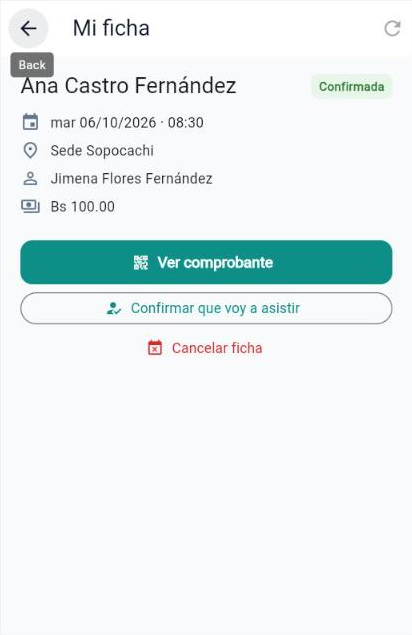 Mi ficha
Back
Ana Castro Fernández
Confirmada
mar 06/10/2026 · 08:30
Sede Sopocachi
Jimena Flores Fernández
Bs 100.00
Ver comprobante
Confirmar que voy a asistir
Cancelar ficha